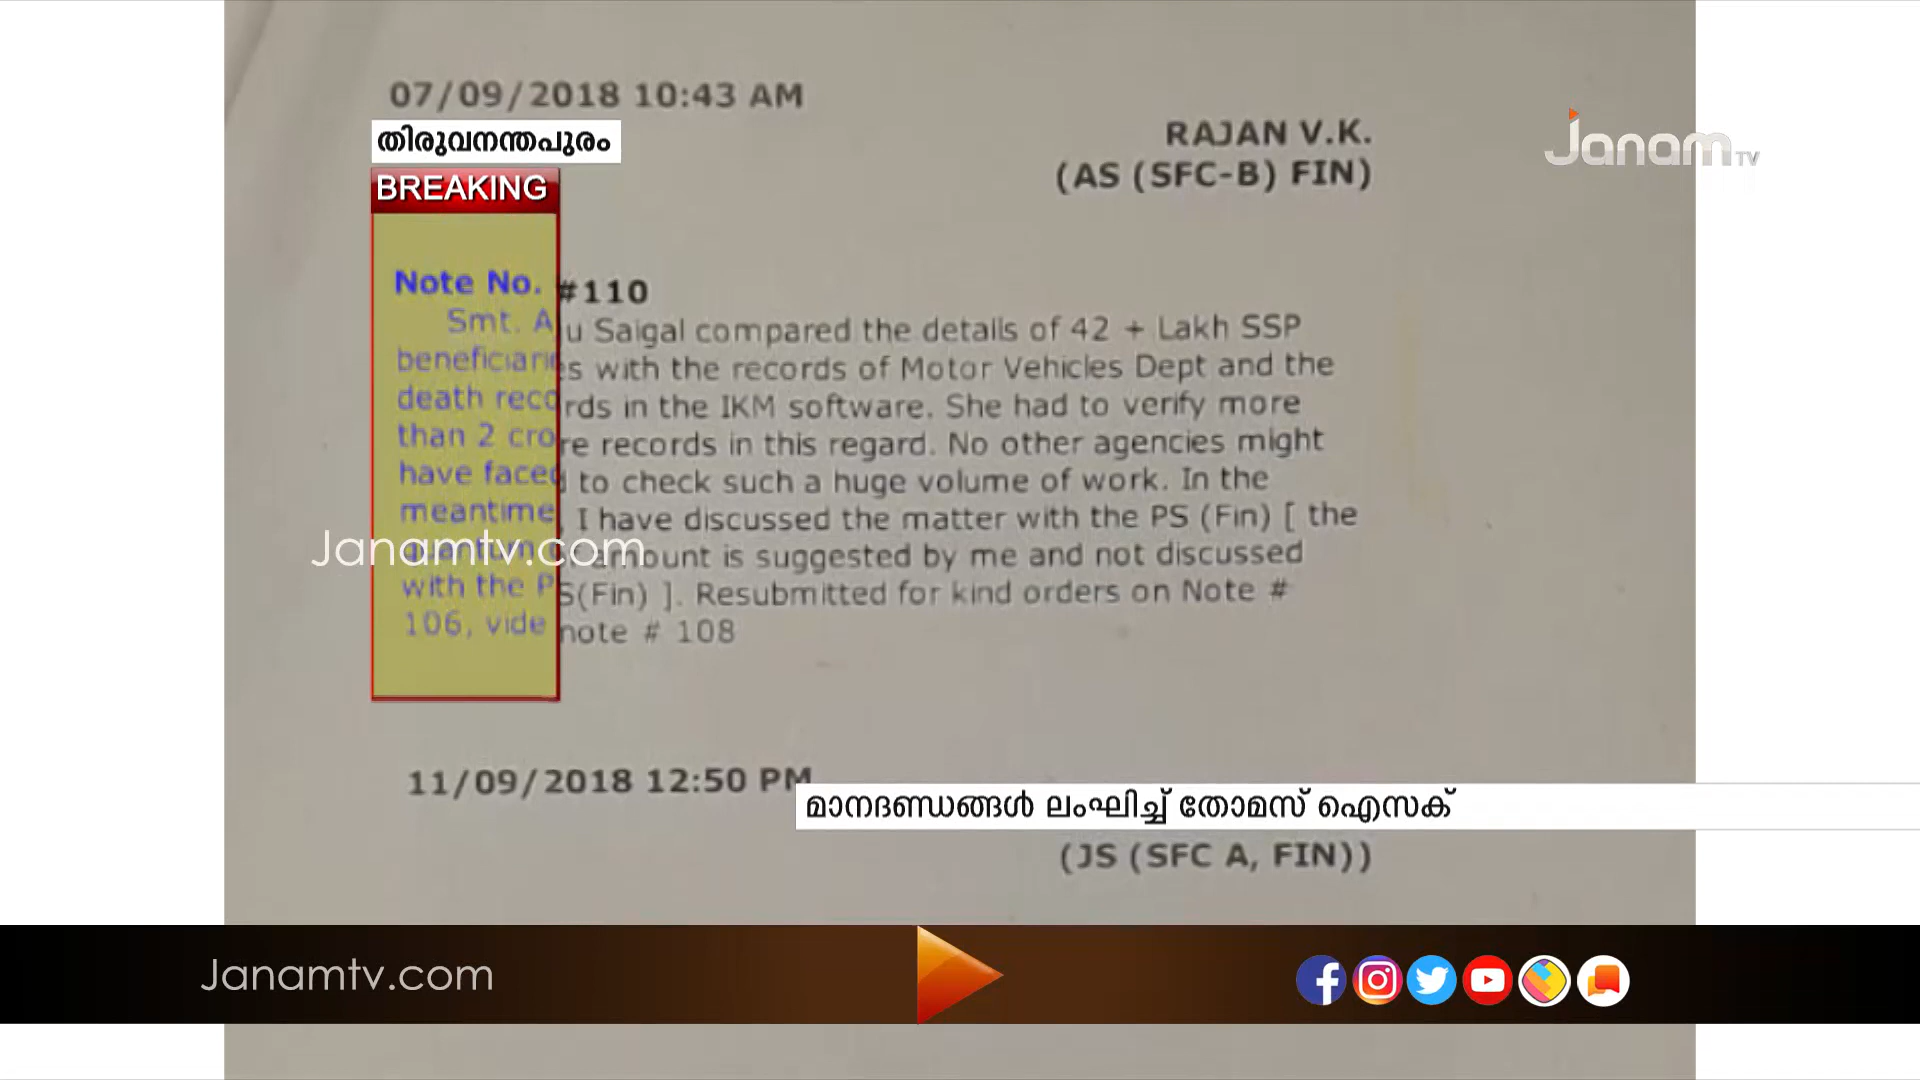 07/09/2018 10:43 AM
Janam TV
തിരുവനന്തപുരം
RAJAN V.K.
(AS (SFC-B) FIN)
BREAKING
Note No. #110
Smt. A u Saigal compared the details of 42 + Lakh SSP
beneficiaries with the records of Motor Vehicles Dept and the
death records in the IKM software. She had to verify more
than 2 crore records in this regard. No other agencies might
have faced to check such a huge volume of work. In the
meantime, I have discussed the matter with the PS (Fin) [ the
quantum of amount is suggested by me and not discussed
with the PS(Fin) ]. Resubmitted for kind orders on Note #
106, vide note # 108
Janamtv.com
11/09/2018 12:50 PM
മാനദണ്ഡങ്ങൾ ലംഘിച്ച് തോമസ് ഐസക്
(JS (SFC A, FIN))
Janamtv.com